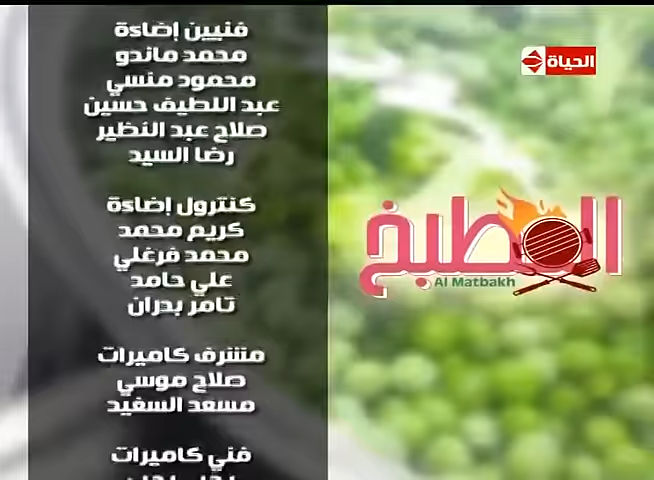 فنيين إضاءة
محمد ماندو
محمود منسي
عبد اللطيف حسين
صلاح عبد النظير
رضا السيد
كنترول إضاءة
كريم محمد
محمد فرغلي
علي حامد
تامر بدران
مشرف كاميرات
صلاح موسي
مسعد السفيد
فني كاميرات
الحياة
المطبخ
Al Matbakh